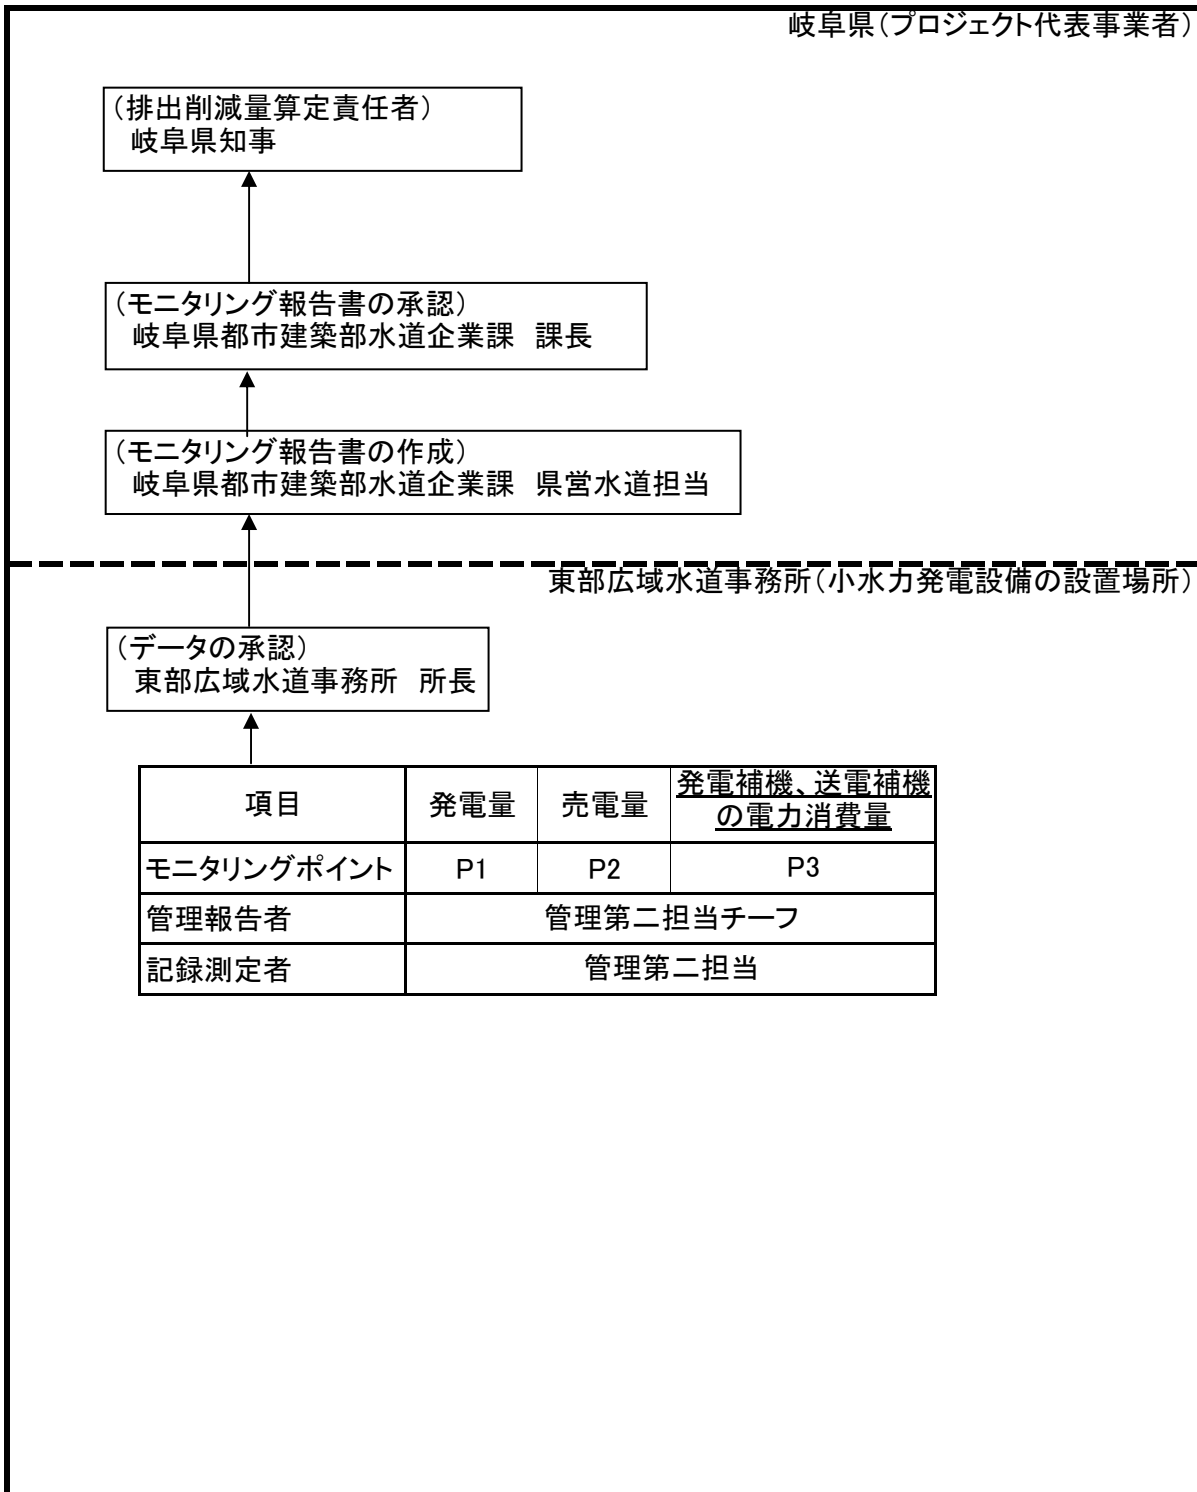 岐阜県（プロジェクト代表事業者）
（排出削減量算定責任者）
岐阜県知事
（モニタリング報告書の承認）
岐阜県都市建築部水道企業課　課長
（モニタリング報告書の作成）
岐阜県都市建築部水道企業課　県営水道担当
東部広域水道事務所（小水力発電設備の設置場所）
（データの承認）
東部広域水道事務所　所長
項目 発電量 売電量 発電補機、送電補機
の電力消費量
モニタリングポイント P1 P2 P3
管理報告者 管理第二担当チーフ
記録測定者 管理第二担当